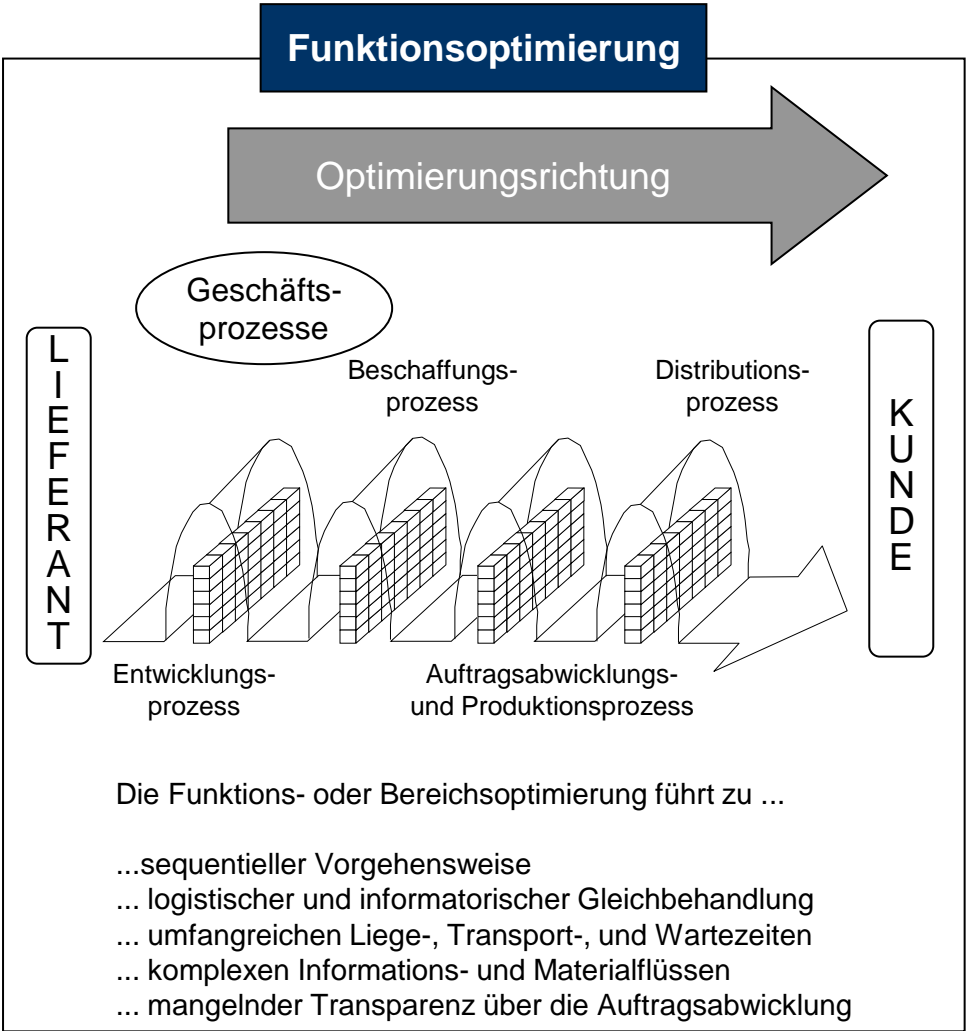 Funktionsoptimierung
Optimierungsrichtung
Geschäfts-
prozesse
LIEFERANT
Beschaffungs-
prozess
Distributions-
prozess
KUNDE
Entwicklungs-
prozess
Auftragsabwicklungs-
und Produktionsprozess
Die Funktions- oder Bereichsoptimierung führt zu ...
...sequentieller Vorgehensweise
... logistischer und informatorischer Gleichbehandlung
... umfangreichen Liege-, Transport-, und Wartezeiten
... komplexen Informations- und Materialflüssen
... mangelnder Transparenz über die Auftragsabwicklung